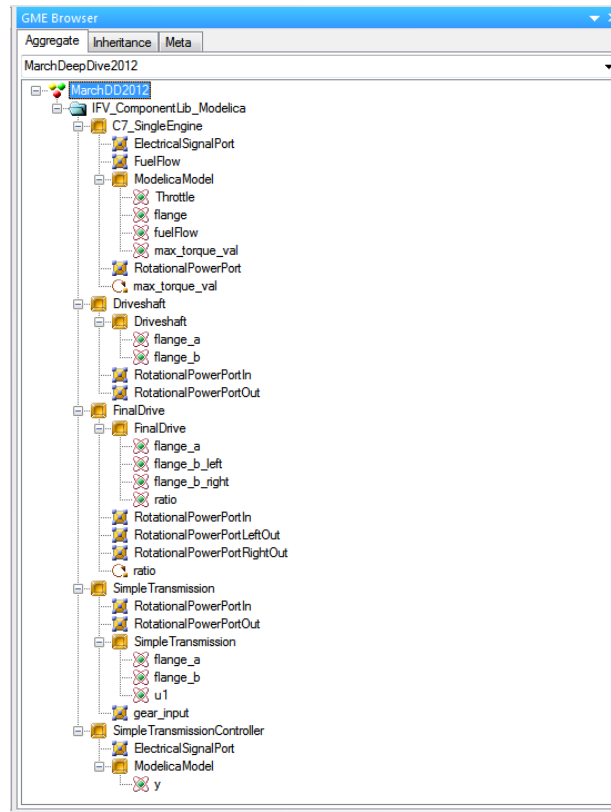 GME Browser
Aggregate Inheritance Meta
MarchDeepDive2012
MarchDD2012
IFV_ComponentLib_Modelica
C7_SingleEngine
ElectricalSignalPort
FuelFlow
ModelicaModel
Throttle
flange
fuelFlow
max_torque_val
RotationalPowerPort
max_torque_val
Driveshaft
Driveshaft
flange_a
flange_b
RotationalPowerPortIn
RotationalPowerPortOut
FinalDrive
FinalDrive
flange_a
flange_b_left
flange_b_right
ratio
RotationalPowerPortIn
RotationalPowerPortLeftOut
RotationalPowerPortRightOut
ratio
SimpleTransmission
RotationalPowerPortIn
RotationalPowerPortOut
SimpleTransmission
flange_a
flange_b
u1
gear_input
SimpleTransmissionController
ElectricalSignalPort
ModelicaModel
y